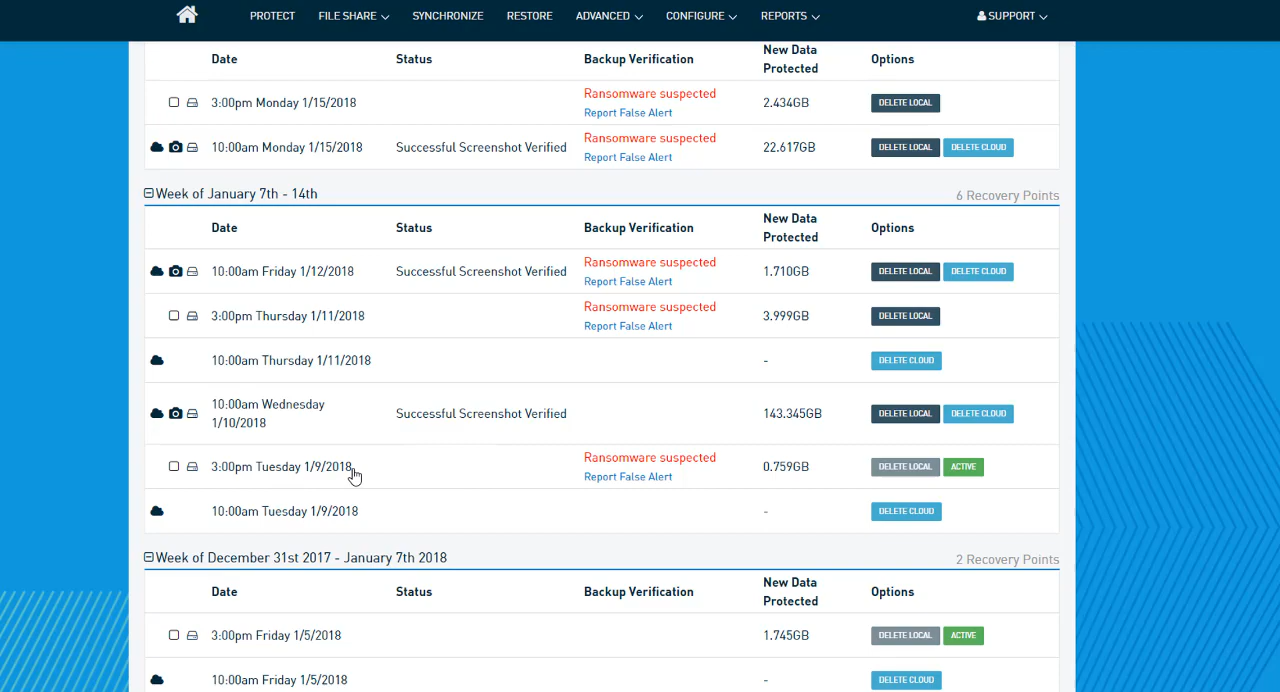 PROTECT FILE SHARE SYNCHRONIZE RESTORE ADVANCED CONFIGURE REPORTS SUPPORT
Date Status Backup Verification New Data Protected Options
3:00pm Monday 1/15/2018 Ransomware suspected 2.434GB DELETE LOCAL
Report False Alert
10:00am Monday 1/15/2018 Successful Screenshot Verified Ransomware suspected 22.617GB DELETE LOCAL DELETE CLOUD
Report False Alert
Week of January 7th - 14th 6 Recovery Points
Date Status Backup Verification New Data Protected Options
10:00am Friday 1/12/2018 Successful Screenshot Verified Ransomware suspected 1.710GB DELETE LOCAL DELETE CLOUD
Report False Alert
3:00pm Thursday 1/11/2018 Ransomware suspected 3.999GB DELETE LOCAL
Report False Alert
10:00am Thursday 1/11/2018 - DELETE CLOUD
10:00am Wednesday 1/10/2018 Successful Screenshot Verified 143.345GB DELETE LOCAL DELETE CLOUD
3:00pm Tuesday 1/9/2018 Ransomware suspected 0.759GB DELETE LOCAL ACTIVE
Report False Alert
10:00am Tuesday 1/9/2018 - DELETE CLOUD
Week of December 31st 2017 - January 7th 2018 2 Recovery Points
Date Status Backup Verification New Data Protected Options
3:00pm Friday 1/5/2018 1.745GB DELETE LOCAL ACTIVE
10:00am Friday 1/5/2018 - DELETE CLOUD